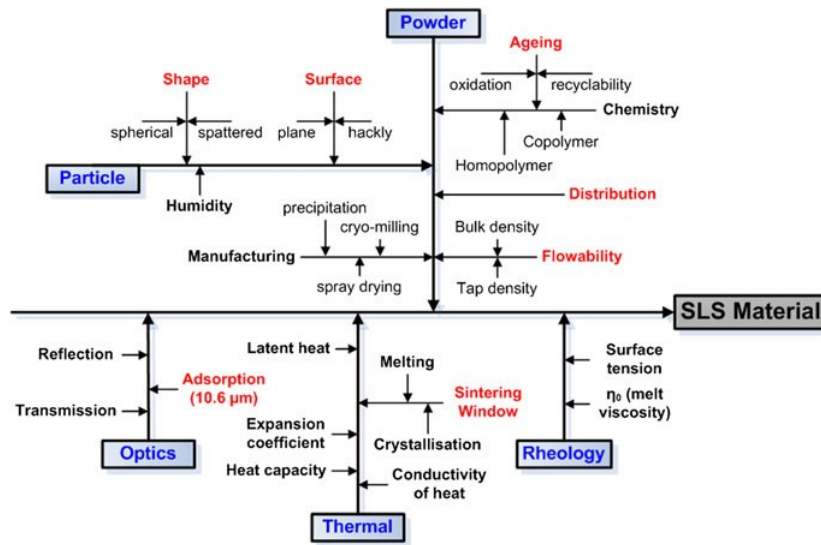 Powder
Ageing
oxidation
recyclability
Shape
Surface
spherical
spattered
plane
hackly
Chemistry
Copolymer
Homopolymer
Particle
Humidity
Distribution
precipitation
cryo-milling
Bulk density
Manufacturing
Flowability
spray drying
Tap density
SLS Material
Reflection
Adsorption
(10.6 µm)
Transmission
Optics
Latent heat
Melting
Sintering
Window
Expansion
coefficient
Crystallisation
Heat capacity
Conductivity
of heat
Thermal
Surface
tension
η₀ (melt
viscosity)
Rheology